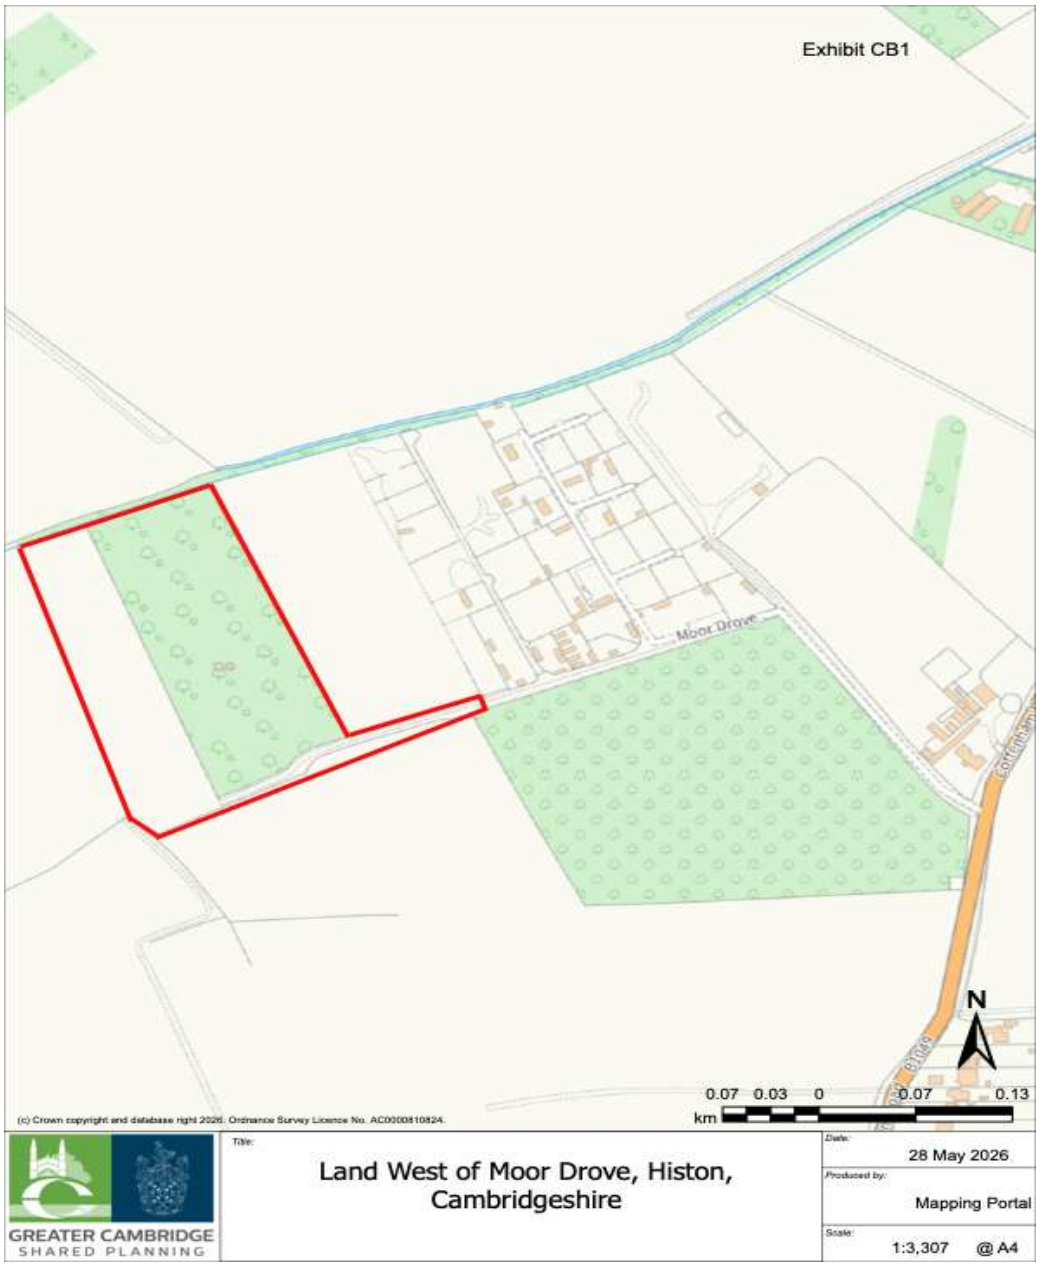 Exhibit CB1
Moor Drove
Cottenham
B1049
N
0.07 0.03 0 0.07 0.13
km
(c) Crown copyright and database right 2026. Ordnance Survey Licence No. AC0000810824.
GREATER CAMBRIDGE
SHARED PLANNING
Title:
Land West of Moor Drove, Histon,
Cambridgeshire
Date:
28 May 2026
Produced by:
Mapping Portal
Scale:
1:3,307 @ A4